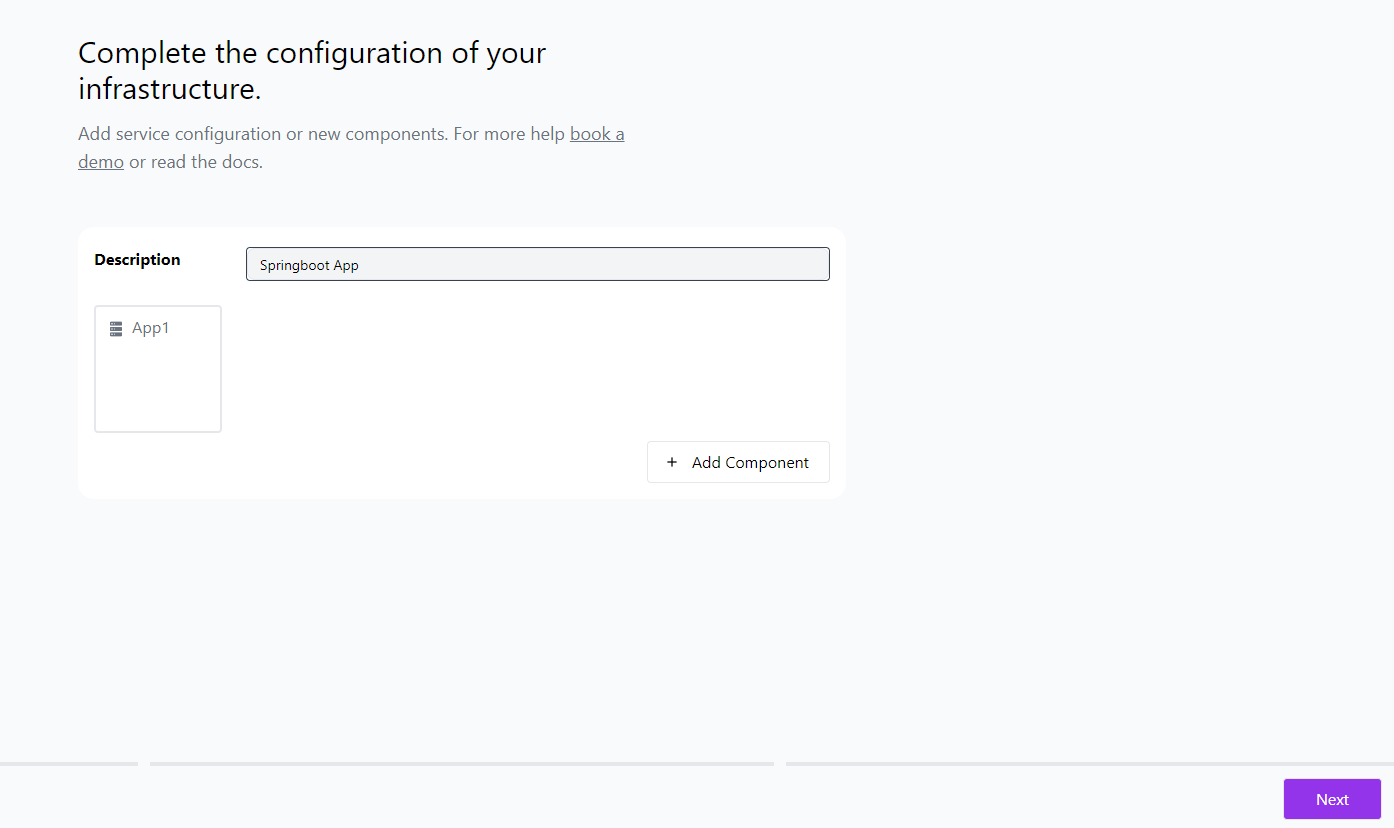 Complete the configuration of your
infrastructure.
Add service configuration or new components. For more help book a
demo or read the docs.
Description
Springboot App
App1
+ Add Component
Next